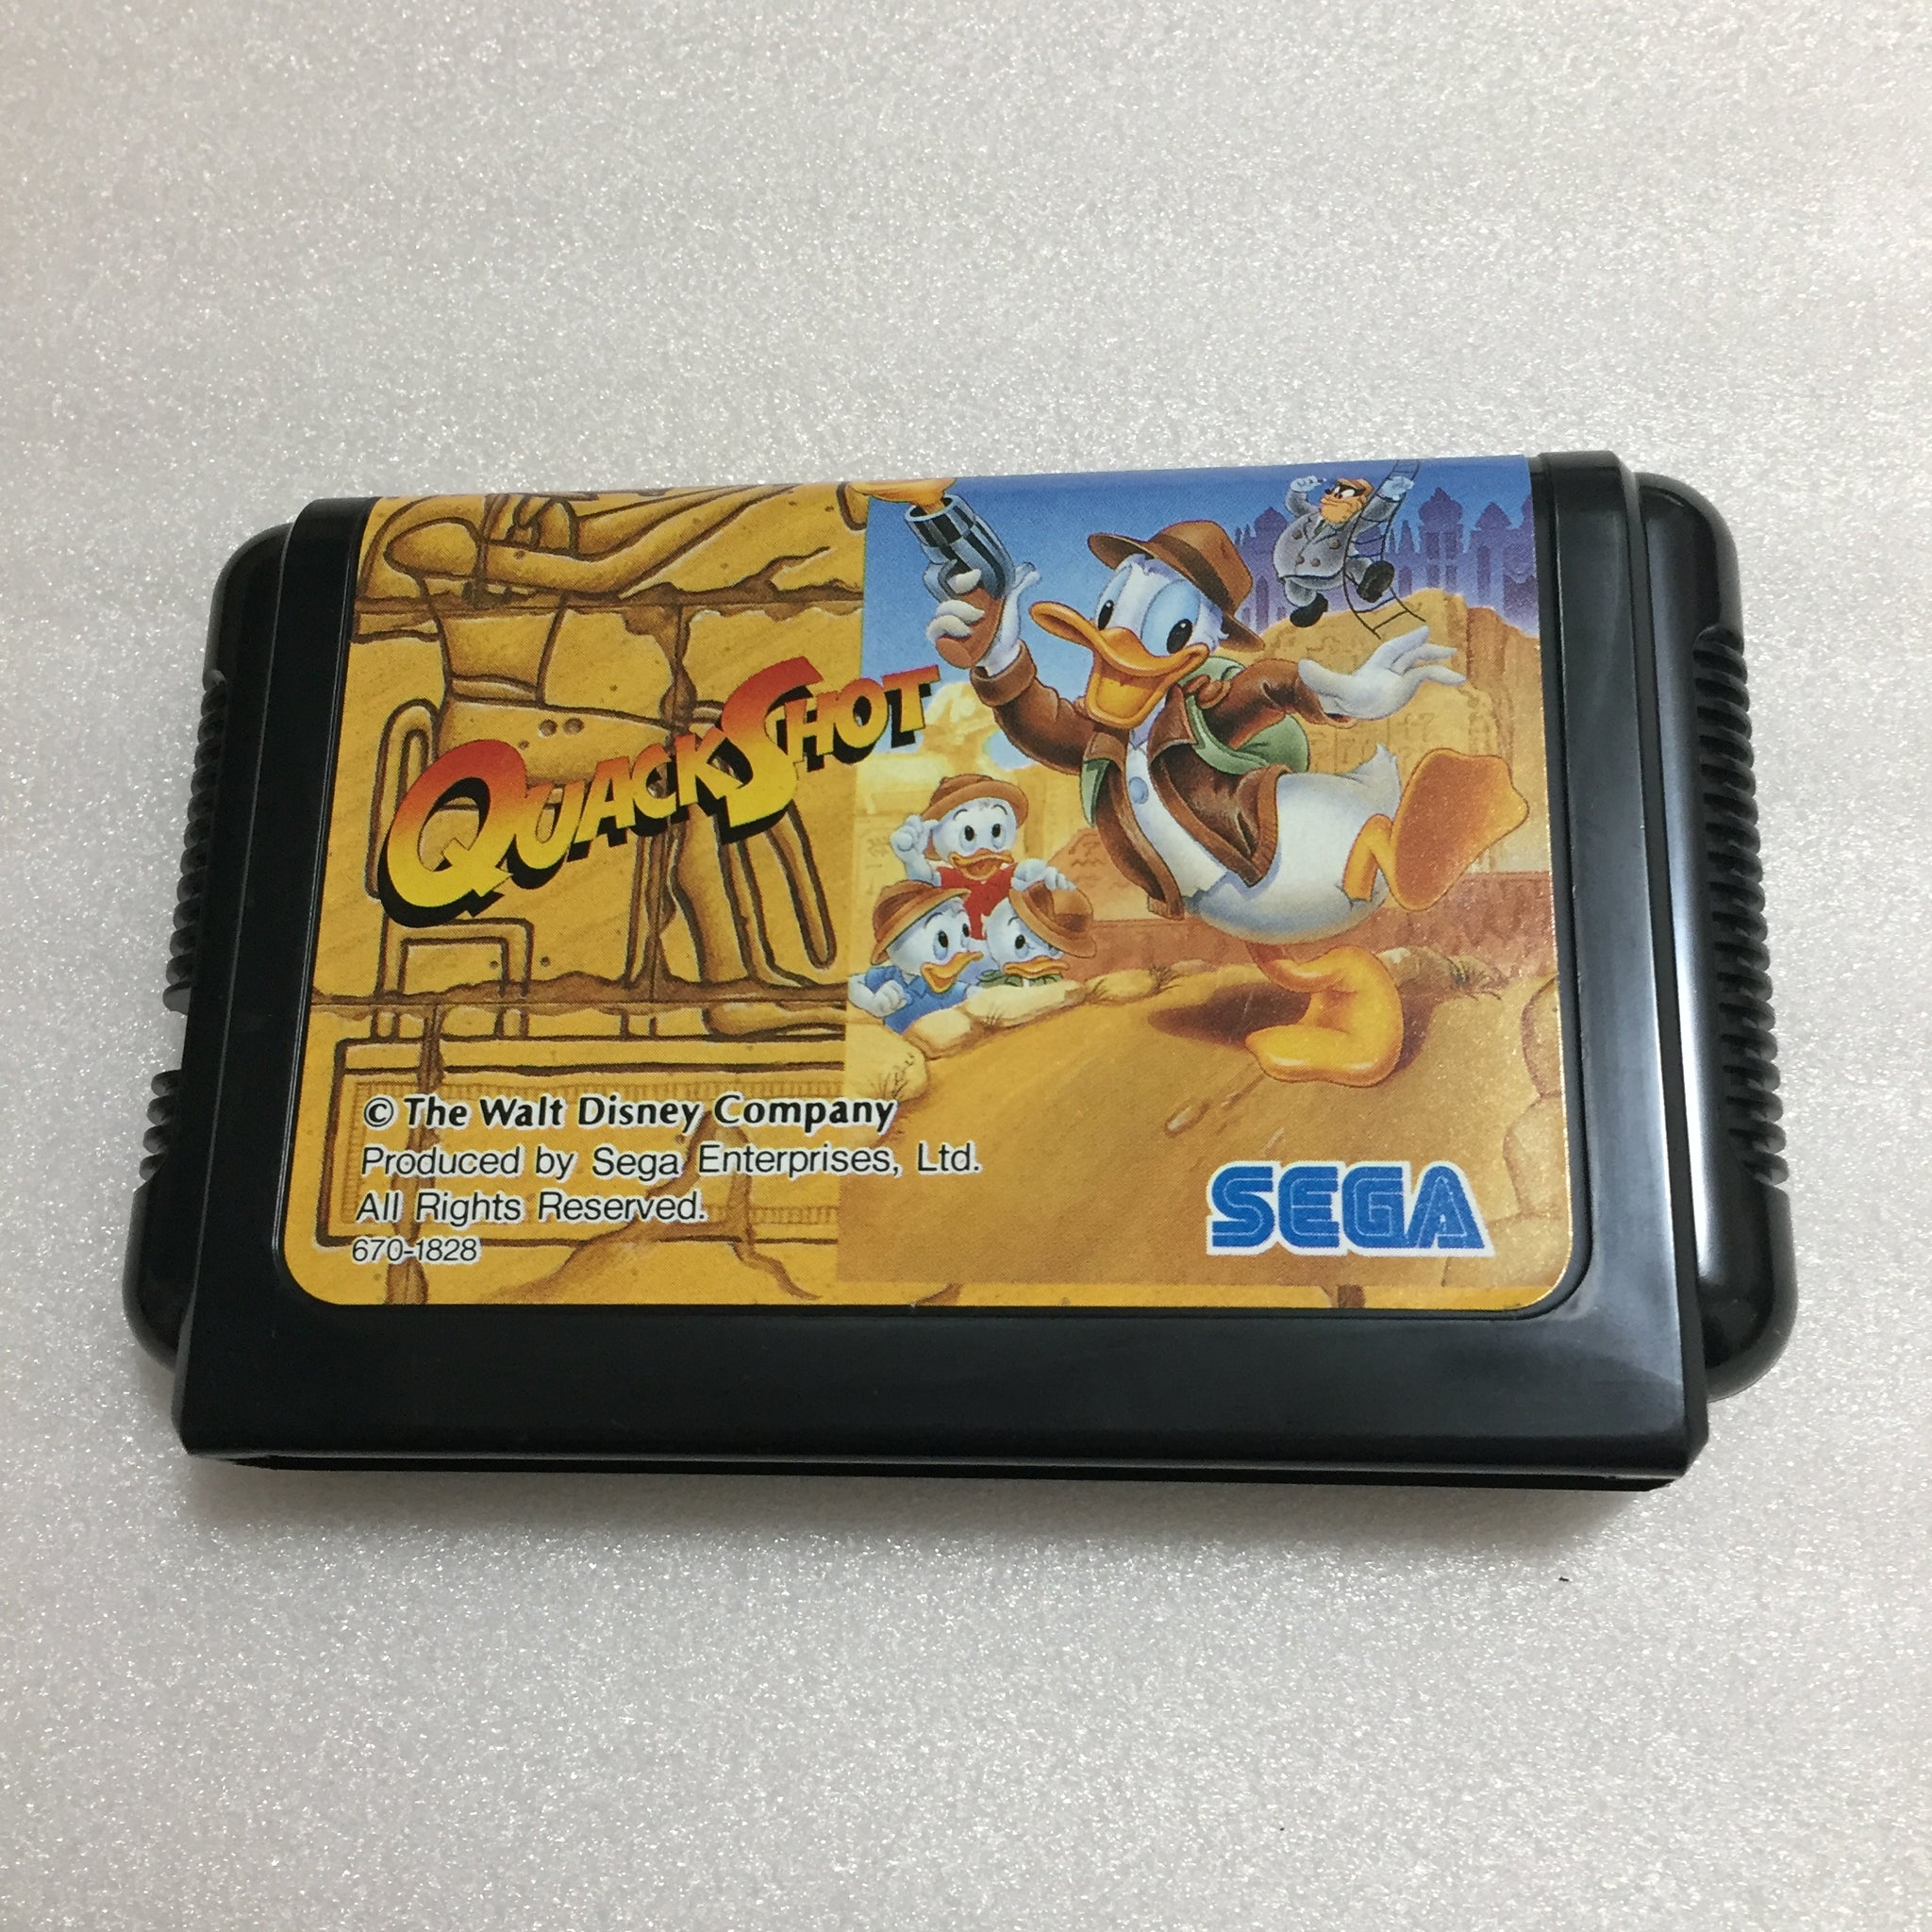 QUACKSHOT
© The Walt Disney Company
Produced by Sega Enterprises, Ltd.
All Rights Reserved.
670-1828
SEGA